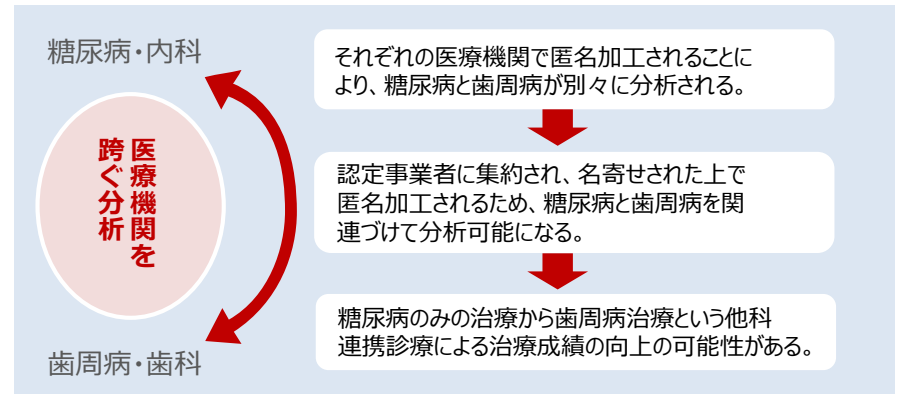 糖尿病・内科
医療機関を
跨ぐ分析
歯周病・歯科
それぞれの医療機関で匿名加工されることに
より、糖尿病と歯周病が別々に分析される。
認定事業者に集約され、名寄せされた上で
匿名加工されるため、糖尿病と歯周病を関
連づけて分析可能になる。
糖尿病のみの治療から歯周病治療という他科
連携診療による治療成績の向上の可能性がある。